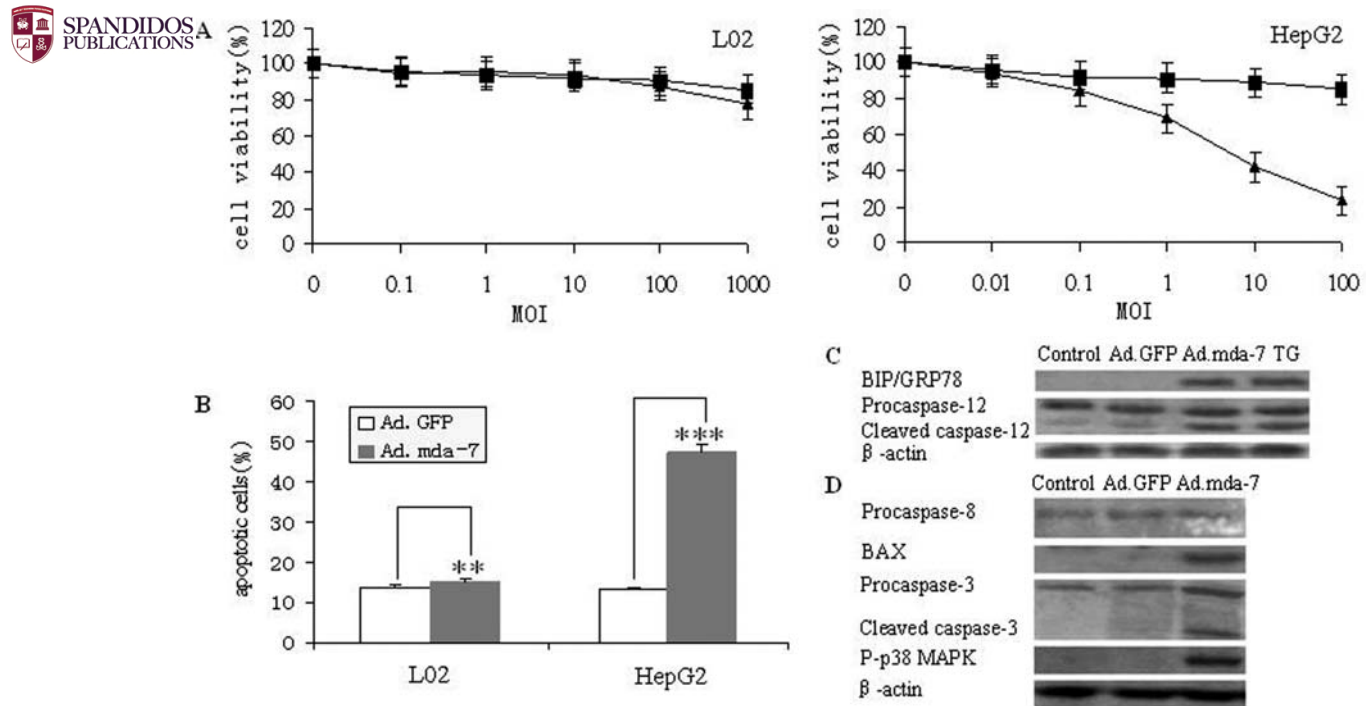 SPANDIDOS
PUBLICATIONS
A
120
100
80
60
40
20
0
cell viability(%)
L02
0 0.1 1 10 100 1000
MOI
120
100
80
60
40
20
0
cell viability(%)
HepG2
0 0.01 0.1 1 10 100
MOI
B
60
50
40
30
20
10
0
apoptotic cells(%)
Ad. GFP
Ad. mda-7
**
***
L02 HepG2
C
Control Ad.GFP Ad.mda-7 TG
BIP/GRP78
Procaspase-12
Cleaved caspase-12
β-actin
D
Control Ad.GFP Ad.mda-7
Procaspase-8
BAX
Procaspase-3
Cleaved caspase-3
P-p38 MAPK
β-actin